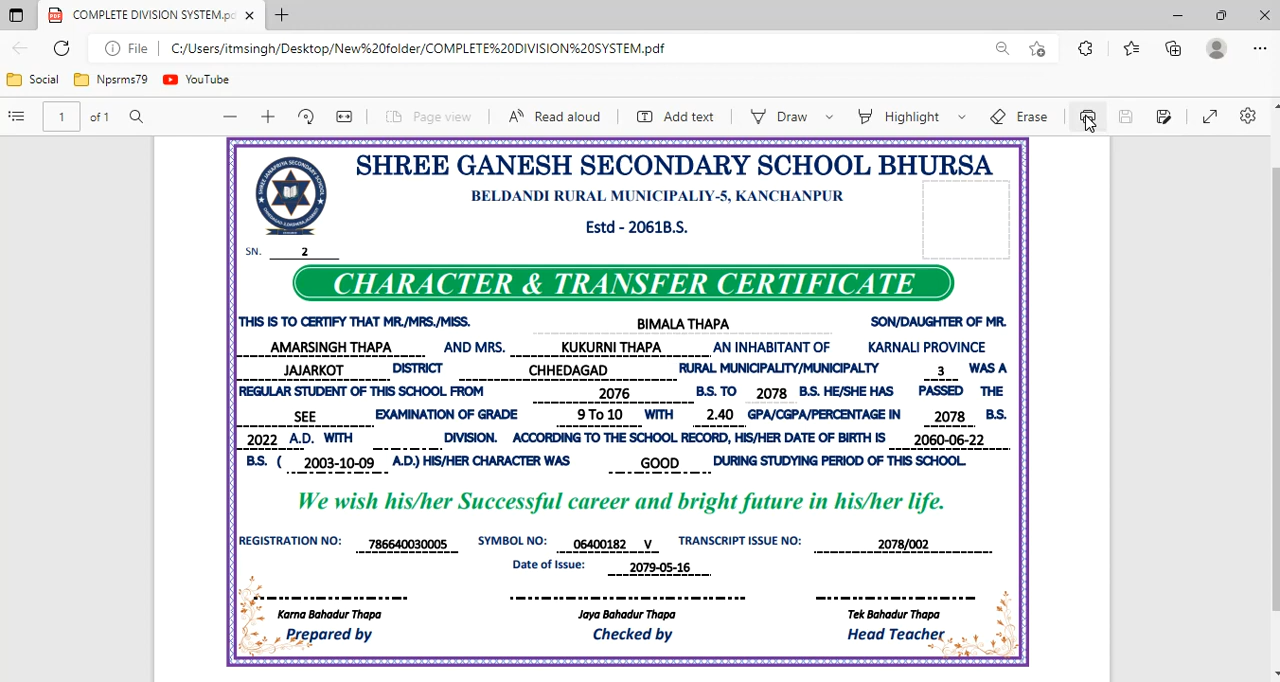 COMPLETE DIVISION SYSTEM.pd
File C:/Users/itmsingh/Desktop/New%20folder/COMPLETE%20DIVISION%20SYSTEM.pdf
Social Npsrms79 YouTube
1 of 1 Page view Read aloud Add text Draw Highlight Erase
SHREE GANESH SECONDARY SCHOOL BHURSA
BELDANDI RURAL MUNICIPALIY-5, KANCHANPUR
Estd - 2061B.S.
SN. 2
CHARACTER & TRANSFER CERTIFICATE
THIS IS TO CERTIFY THAT MR./MRS./MISS. BIMALA THAPA SON/DAUGHTER OF MR.
AMARSINGH THAPA AND MRS. KUKURNI THAPA AN INHABITANT OF KARNALI PROVINCE
JAJARKOT DISTRICT CHHEDAGAD RURAL MUNICIPALITY/MUNICIPALTY 3 WAS A
REGULAR STUDENT OF THIS SCHOOL FROM 2076 B.S. TO 2078 B.S. HE/SHE HAS PASSED THE
SEE EXAMINATION OF GRADE 9 To 10 WITH 2.40 GPA/CGPA/PERCENTAGE IN 2078 B.S.
2022 A.D. WITH DIVISION. ACCORDING TO THE SCHOOL RECORD, HIS/HER DATE OF BIRTH IS 2060-06-22
B.S. ( 2003-10-09 A.D.) HIS/HER CHARACTER WAS GOOD DURING STUDYING PERIOD OF THIS SCHOOL.
We wish his/her Successful career and bright future in his/her life.
REGISTRATION NO: 786640030005 SYMBOL NO: 06400182 V TRANSCRIPT ISSUE NO: 2078/002
Date of Issue: 2079-05-16
Karna Bahadur Thapa Jaya Bahadur Thapa Tek Bahadur Thapa
Prepared by Checked by Head Teacher